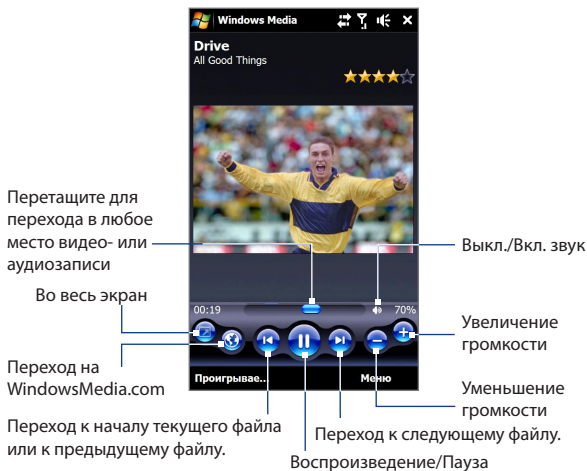 Windows Media
Drive
All Good Things
Перетащите для
перехода в любое
место видео- или
аудиозаписи
Выкл./Вкл. звук
Во весь экран
00:19
70%
Увеличение
громкости
Переход на
WindowsMedia.com
Проигрывае...
Меню
Уменьшение
громкости
Переход к началу текущего файла
или к предыдущему файлу.
Переход к следующему файлу.
Воспроизведение/Пауза